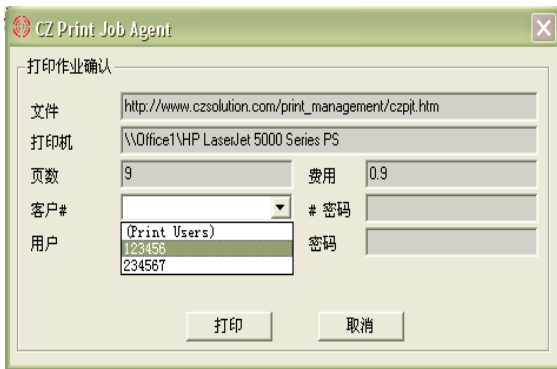 CZ Print Job Agent
打印作业确认
文件 http://www.czsolution.com/print_management/czpjt.htm
打印机 \\Office1\HP LaserJet 5000 Series PS
页数 9 费用 0.9
客户# # 密码
(Print Users)
用户 123456 密码
234567
打印 取消